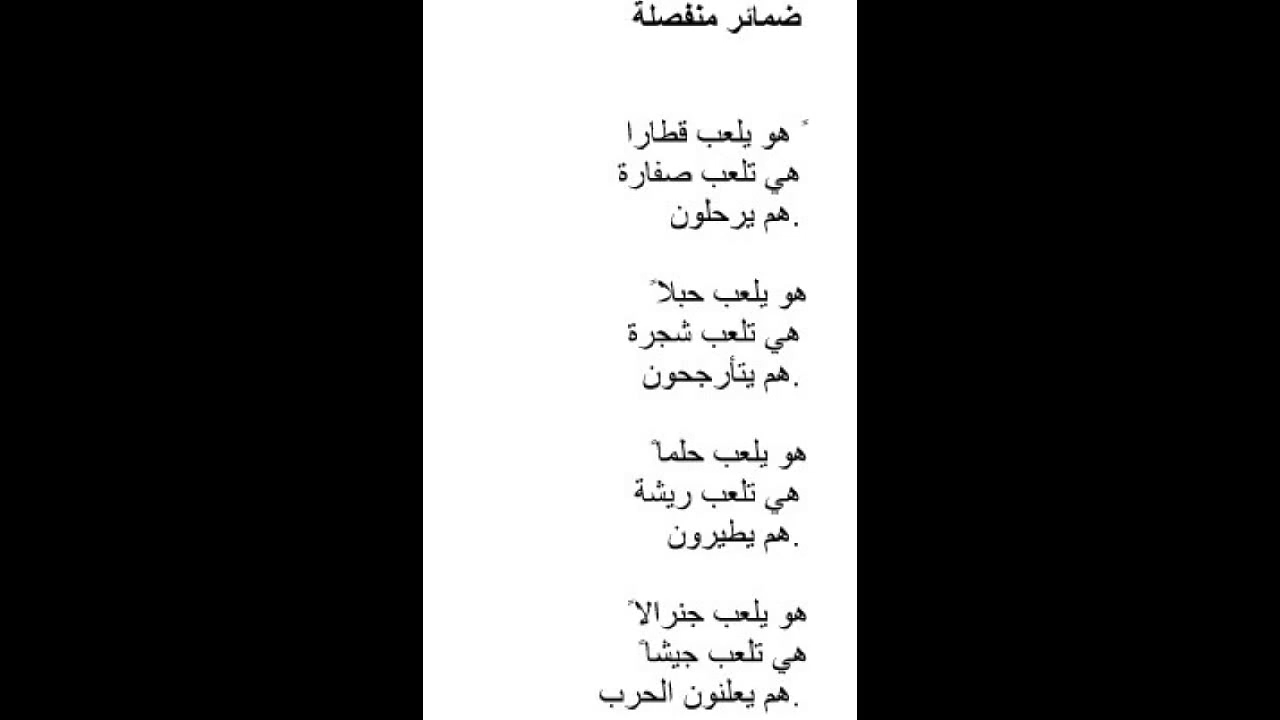 ضمائر منفصلة
ً هو يلعب قطارا
هي تلعب صفارة
.هم يرحلون
هو يلعب حبلاً
هي تلعب شجرة
.هم يتأرجحون
هو يلعب حلماً
هي تلعب ريشة
.هم يطيرون
هو يلعب جنرالاً
هي تلعب جيشاً
.هم يعلنون الحرب